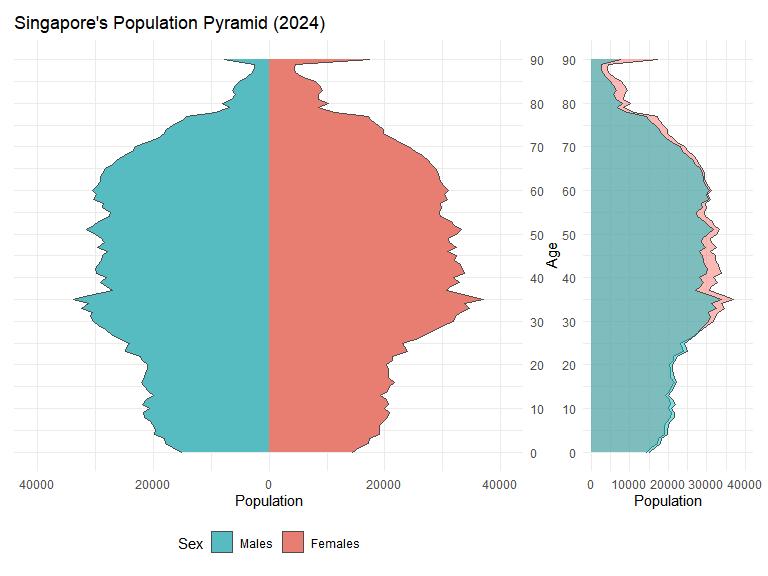 Singapore's Population Pyramid (2024)
90 90
80 80
70 70
60 60
50 50
Age
40 40
30 30
20 20
10 10
0 0
40000 20000 0 20000 40000 0 10000 20000 30000 40000
Population Population
Sex Males Females